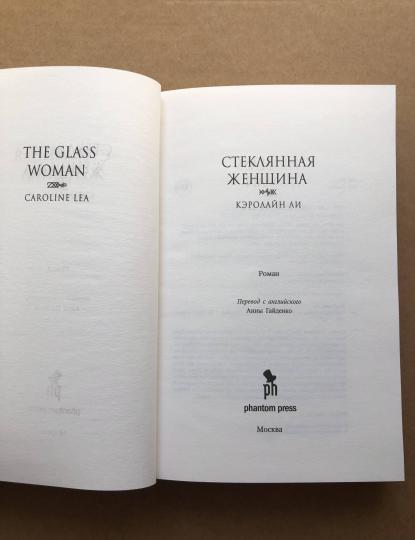 THE GLASS
WOMAN
CAROLINE LEA
СТЕКЛЯННАЯ
ЖЕНЩИНА
КЭРОЛАЙН ЛИ
Роман
Перевод с английского
Анны Гайденко
ph
phantom press
Москва